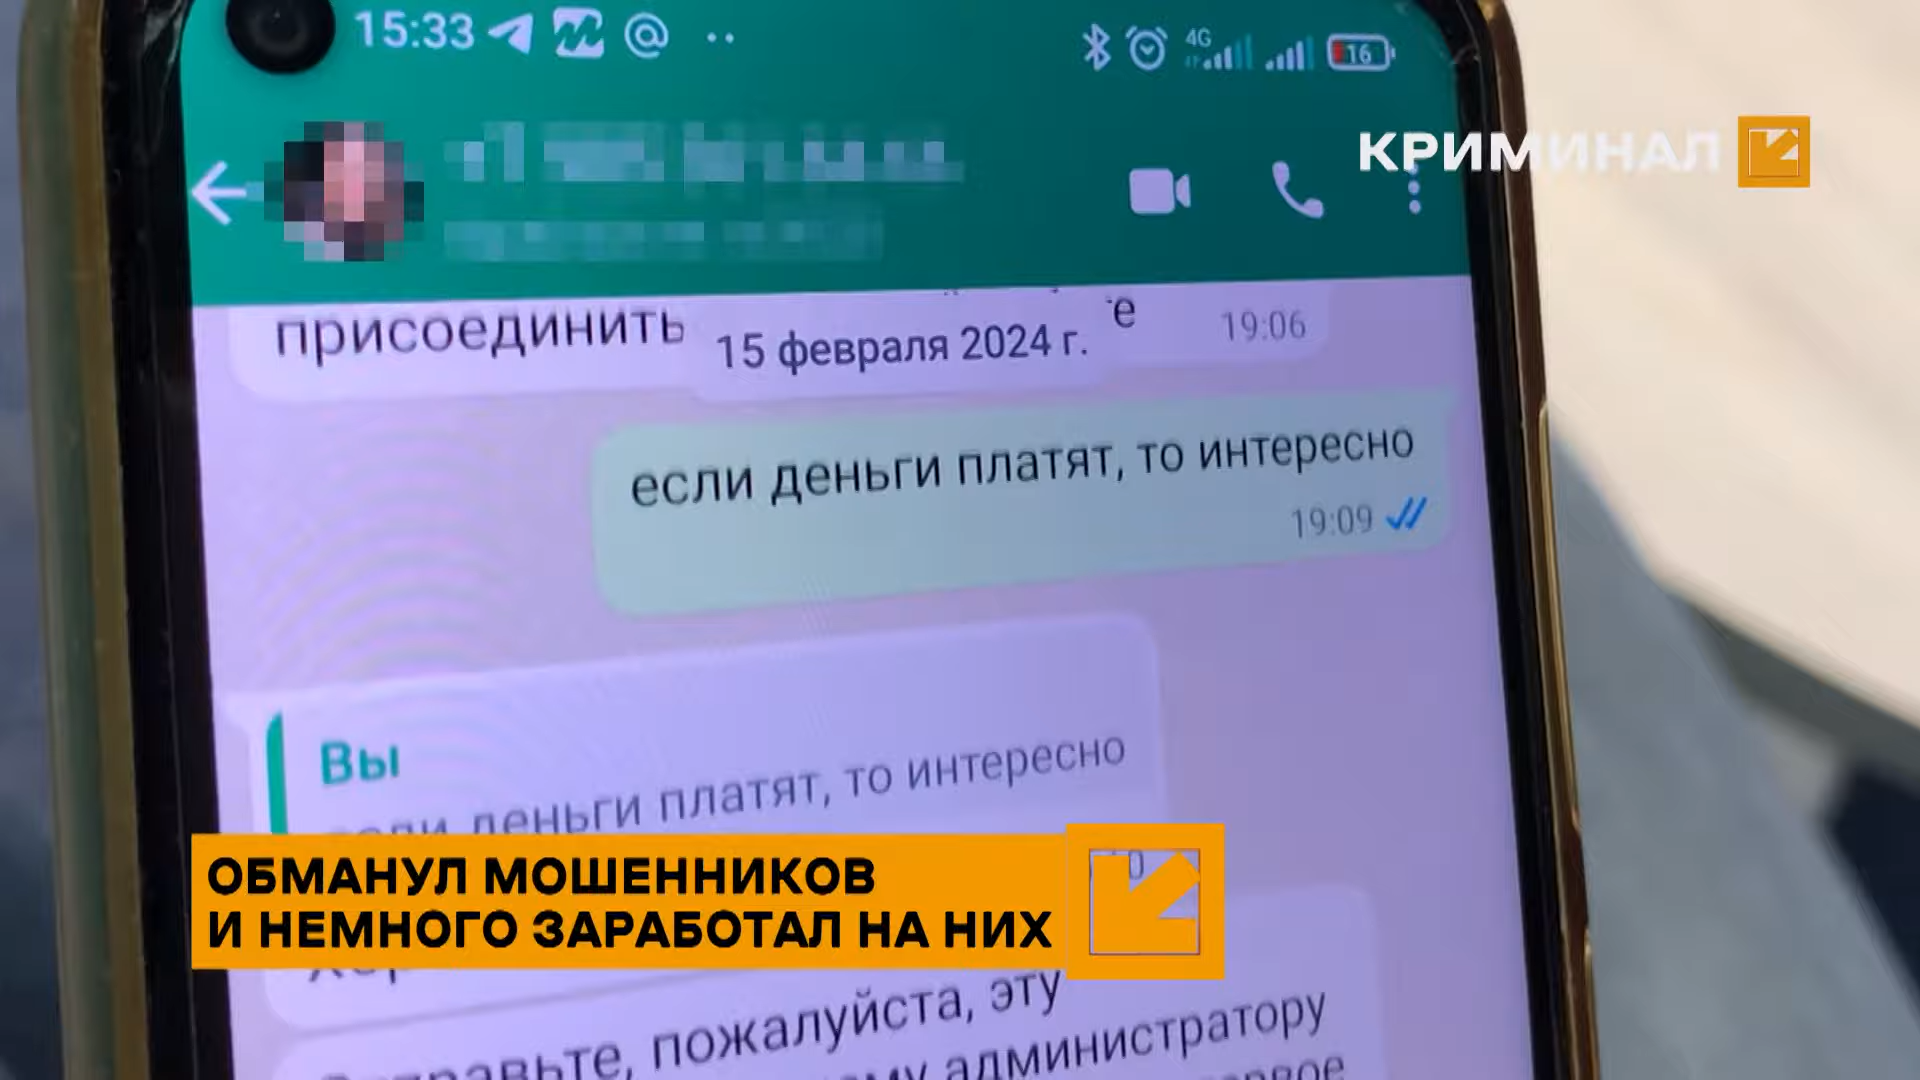 15:33
4G
16
КРИМИНАЛ
присоединить
15 февраля 2024 г.
е
19:06
если деньги платят, то интересно
19:09
Вы
деньги платят, то интересно
ОБМАНУЛ МОШЕННИКОВ
И НЕМНОГО ЗАРАБОТАЛ НА НИХ
пожалуйста, эту
администратору